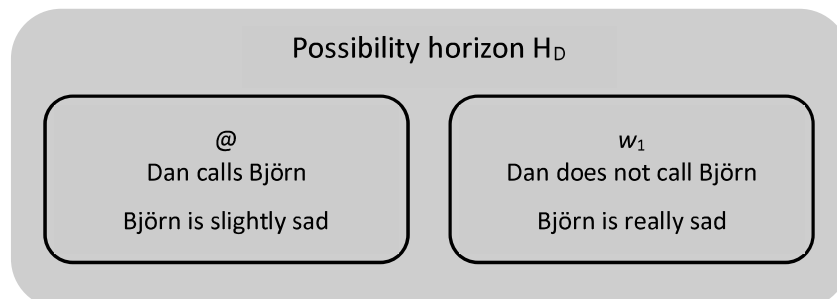 Possibility horizon H_D
@
Dan calls Björn
Björn is slightly sad
w₁
Dan does not call Björn
Björn is really sad